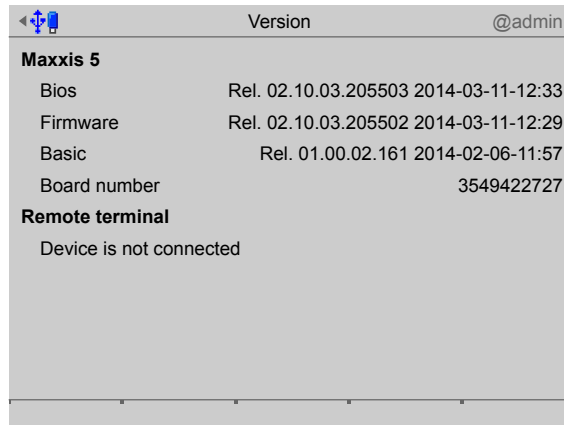 Version @admin
Maxxis 5
Bios Rel. 02.10.03.205503 2014-03-11-12:33
Firmware Rel. 02.10.03.205502 2014-03-11-12:29
Basic Rel. 01.00.02.161 2014-02-06-11:57
Board number 3549422727
Remote terminal
Device is not connected